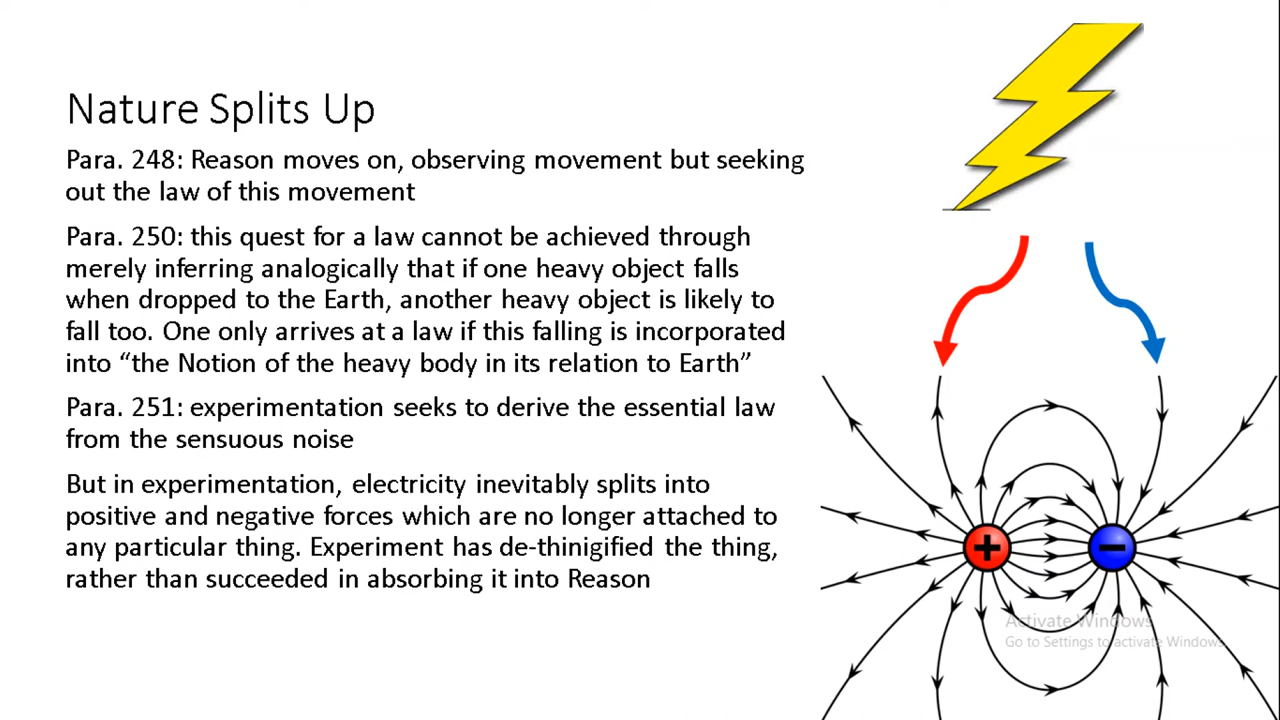 Nature Splits Up
Para. 248: Reason moves on, observing movement but seeking
out the law of this movement
Para. 250: this quest for a law cannot be achieved through
merely inferring analogically that if one heavy object falls
when dropped to the Earth, another heavy object is likely to
fall too. One only arrives at a law if this falling is incorporated
into “the Notion of the heavy body in its relation to Earth”
Para. 251: experimentation seeks to derive the essential law
from the sensuous noise
But in experimentation, electricity inevitably splits into
positive and negative forces which are no longer attached to
any particular thing. Experiment has de-thinigified the thing,
rather than succeeded in absorbing it into Reason
+
−
Activate Windows
Go to Settings to activate Windows.